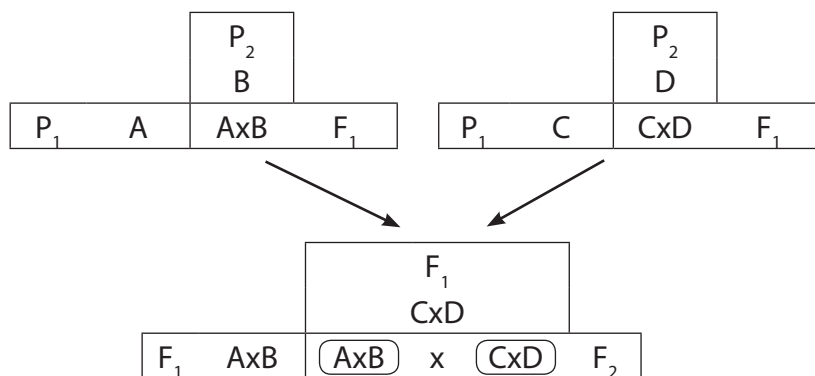 P₂
B
P₁ A AxB F₁
P₂
D
P₁ C CxD F₁
F₁
CxD
F₁ AxB AxB x CxD F₂